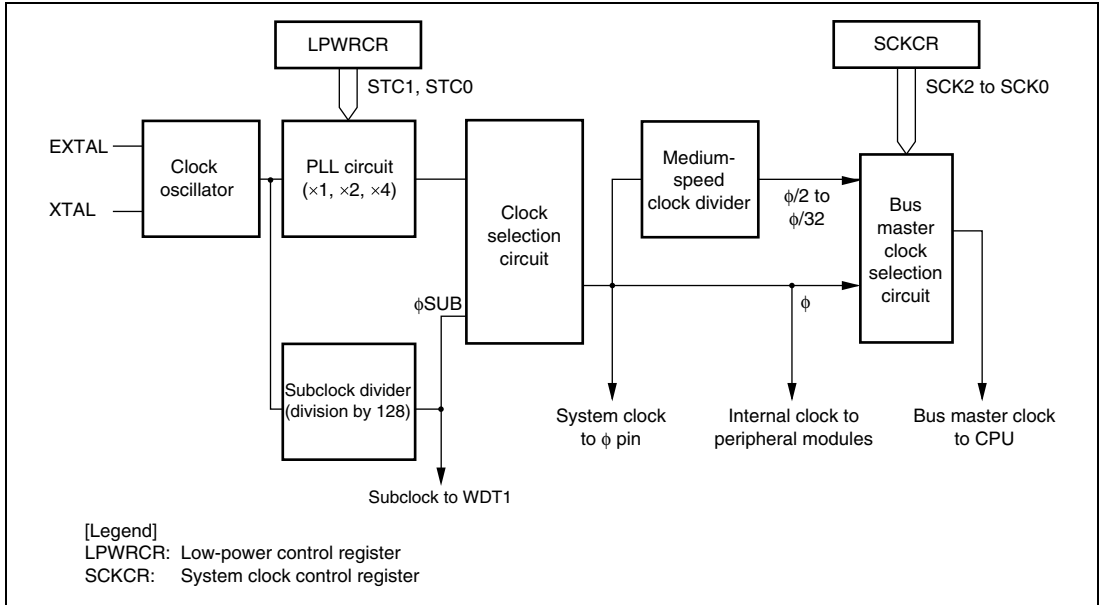 LPWRCR
SCKCR
STC1, STC0
SCK2 to SCK0
EXTAL
XTAL
Clock
oscillator
PLL circuit
(×1, ×2, ×4)
Clock
selection
circuit
Medium-
speed
clock divider
ϕ/2 to
ϕ/32
Bus
master
clock
selection
circuit
ϕ
ϕSUB
Subclock divider
(division by 128)
System clock
to ϕ pin
Internal clock to
peripheral modules
Bus master clock
to CPU
Subclock to WDT1
[Legend]
LPWRCR: Low-power control register
SCKCR: System clock control register